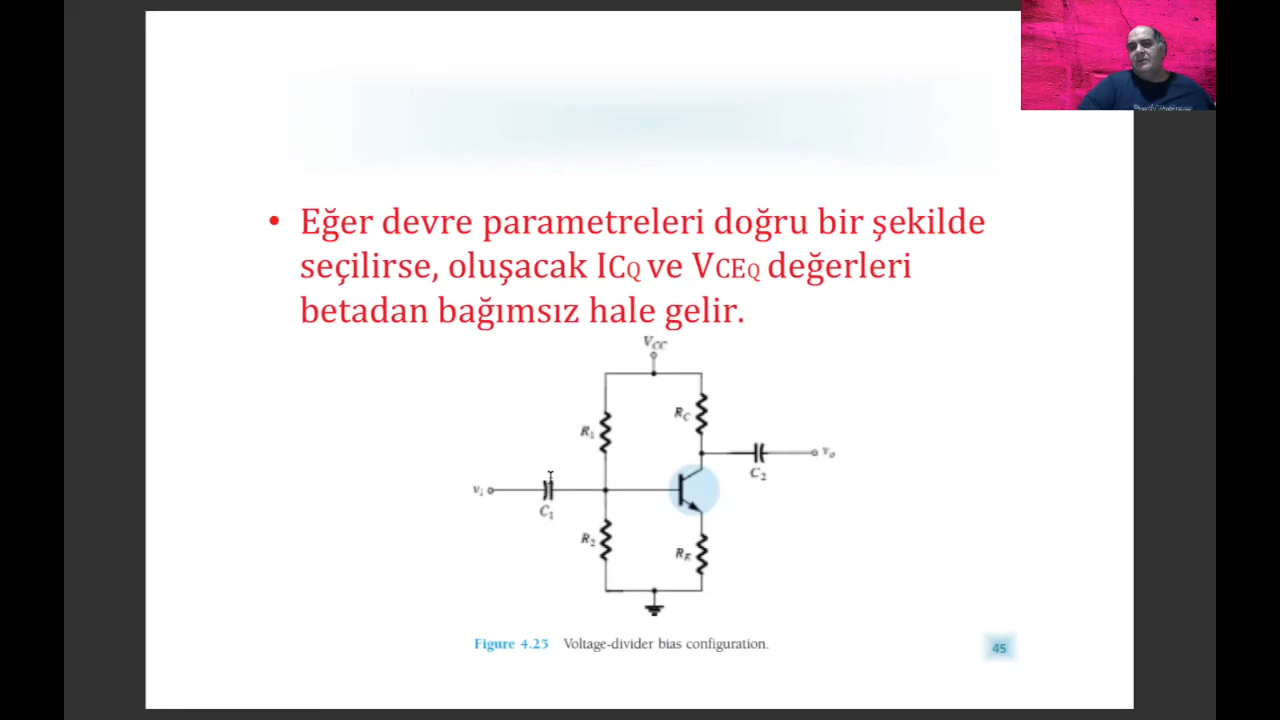 • Eğer devre parametreleri doğru bir şekilde
seçilirse, oluşacak ICQ ve VCEQ değerleri
betadan bağımsız hale gelir.
VCC
RC
R1
vo
C2
vi
C1
R2
RE
Figure 4.25 Voltage-divider bias configuration.
45